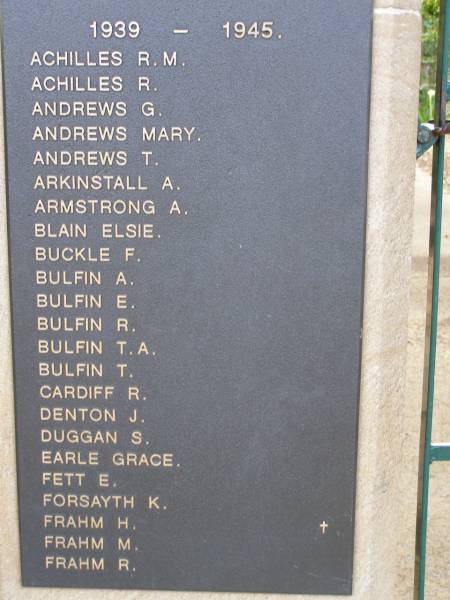 1939 - 1945.
ACHILLES R.M.
ACHILLES R.
ANDREWS G.
ANDREWS MARY.
ANDREWS T.
ARKINSTALL A.
ARMSTRONG A.
BLAIN ELSIE.
BUCKLE F.
BULFIN A.
BULFIN E.
BULFIN R.
BULFIN T.A.
BULFIN T.
CARDIFF R.
DENTON J.
DUGGAN S.
EARLE GRACE.
FETT E.
FORSAYTH K.
FRAHM H. ✝
FRAHM M.
FRAHM R.